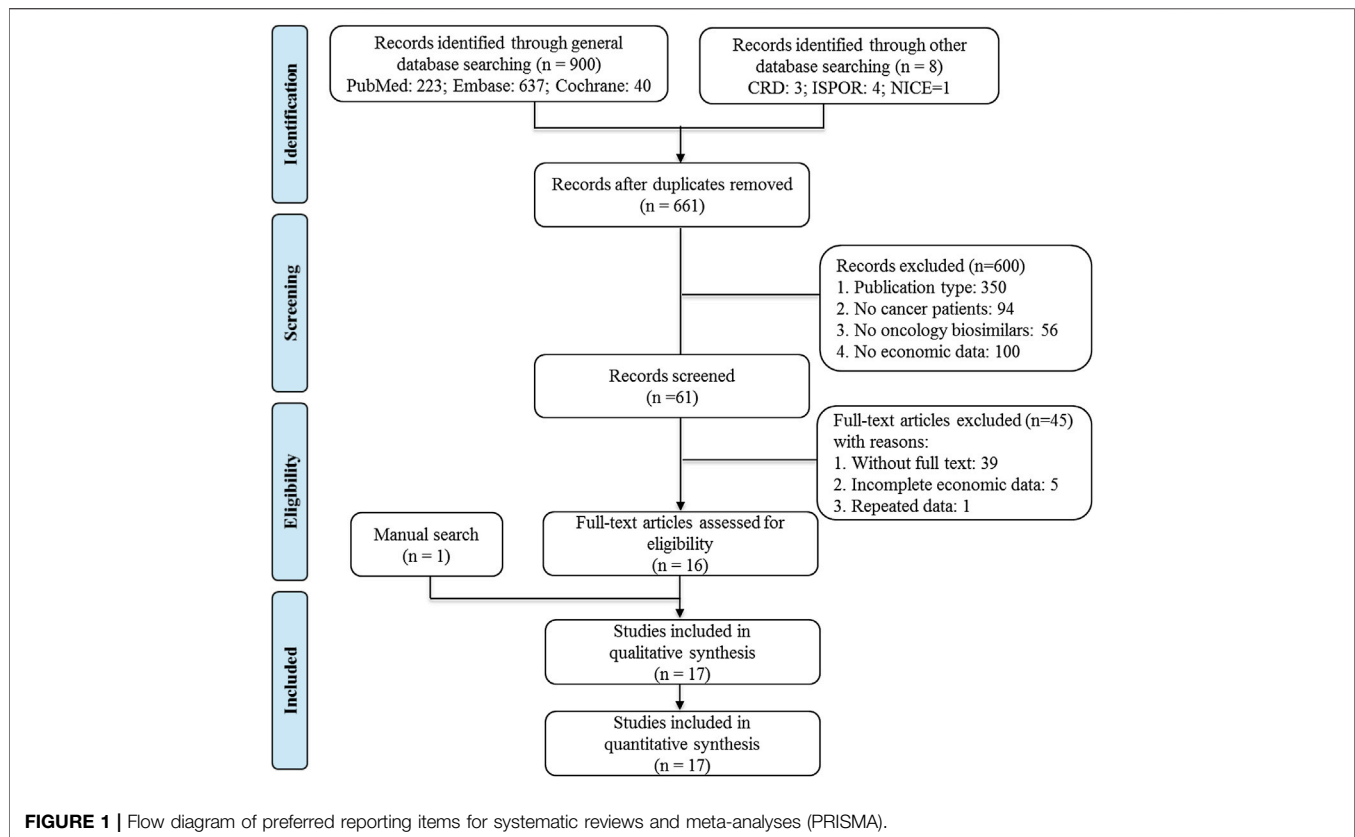 Identification
Records identified through general
database searching (n = 900)
PubMed: 223; Embase: 637; Cochrane: 40
Records identified through other
database searching (n = 8)
CRD: 3; ISPOR: 4; NICE=1
Records after duplicates removed
(n = 661)
Screening
Records excluded (n=600)
1. Publication type: 350
2. No cancer patients: 94
3. No oncology biosimilars: 56
4. No economic data: 100
Records screened
(n =61)
Eligibility
Full-text articles excluded (n=45)
with reasons:
1. Without full text: 39
2. Incomplete economic data: 5
3. Repeated data: 1
Manual search
(n = 1)
Full-text articles assessed for
eligibility
(n = 16)
Included
Studies included in
qualitative synthesis
(n = 17)
Studies included in
quantitative synthesis
(n = 17)
FIGURE 1 | Flow diagram of preferred reporting items for systematic reviews and meta-analyses (PRISMA).